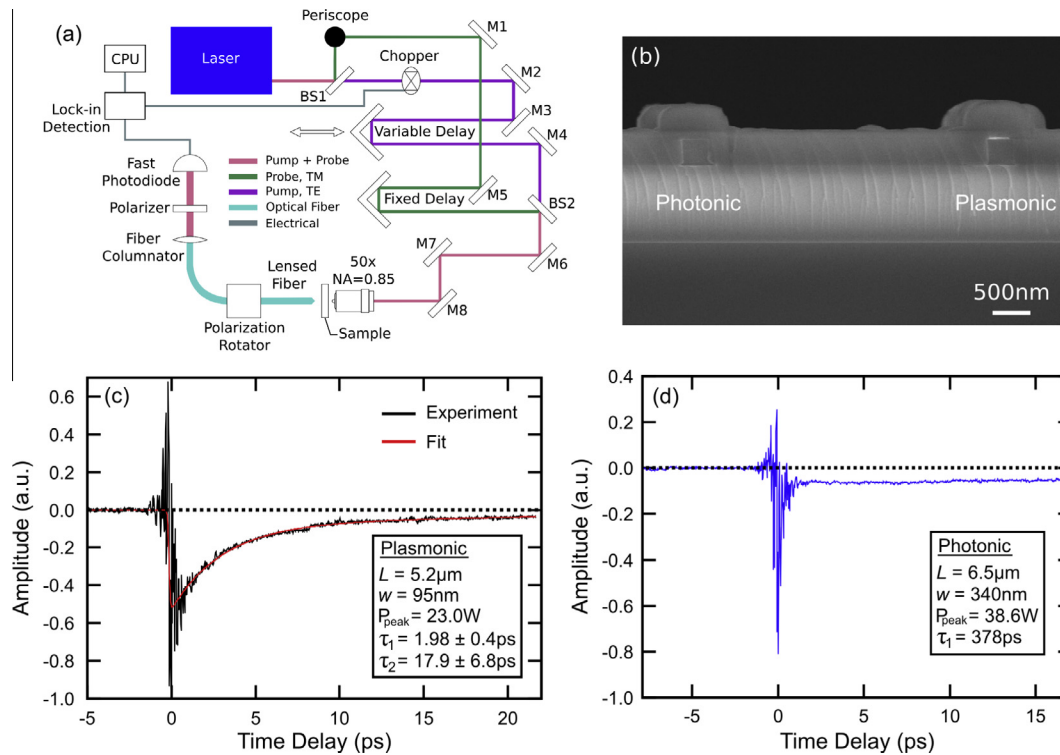 (a)
Periscope
M1
CPU
Laser
Chopper
M2
BS1
Lock-in
Detection
M3
Variable Delay
M4
Fast
Photodiode
Pump + Probe
Probe, TM
Pump, TE
Optical Fiber
Electrical
M5
Fixed Delay
BS2
Polarizer
Fiber
Columnator
M7
50x
NA=0.85
Lensed
Fiber
M6
M8
Polarization
Rotator
Sample
(b)
Photonic
Plasmonic
500nm
(c)
Experiment
Fit
0.6
0.4
0.2
0.0
-0.2
-0.4
-0.6
-0.8
-1.0
Amplitude (a.u.)
Plasmonic
L = 5.2μm
w = 95nm
Ppeak = 23.0W
τ1 = 1.98 ± 0.4ps
τ2 = 17.9 ± 6.8ps
-5 0 5 10 15 20
Time Delay (ps)
(d)
0.4
0.2
0.0
-0.2
-0.4
-0.6
-0.8
-1.0
Amplitude (a.u.)
Photonic
L = 6.5μm
w = 340nm
Ppeak = 38.6W
τ1 = 378ps
-5 0 5 10 15
Time Delay (ps)